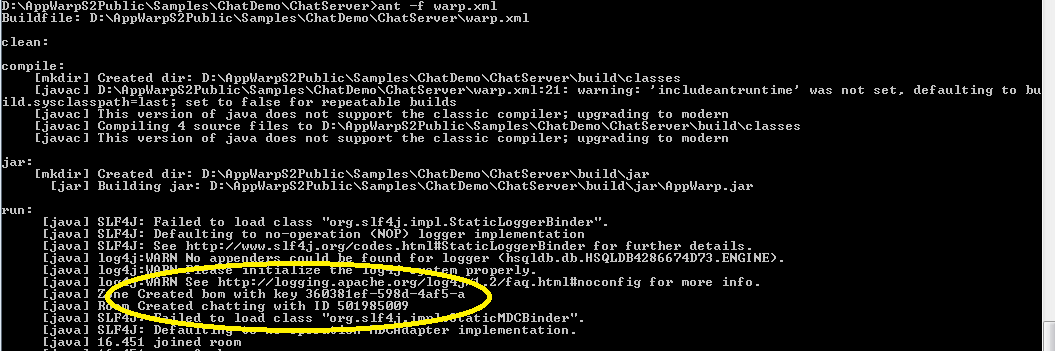 D:\AppWarpS2Public\Samples\ChatDemo\ChatServer>ant -f warp.xml
Buildfile: D:\AppWarpS2Public\Samples\ChatDemo\ChatServer\warp.xml
clean:
compile:
[mkdir] Created dir: D:\AppWarpS2Public\Samples\ChatDemo\ChatServer\build\classes
[javac] D:\AppWarpS2Public\Samples\ChatDemo\ChatServer\warp.xml:21: warning: 'includeantruntime' was not set, defaulting to bu
ild.sysclasspath=last; set to false for repeatable builds
[javac] This version of java does not support the classic compiler; upgrading to modern
[javac] Compiling 4 source files to D:\AppWarpS2Public\Samples\ChatDemo\ChatServer\build\classes
[javac] This version of java does not support the classic compiler; upgrading to modern
jar:
[mkdir] Created dir: D:\AppWarpS2Public\Samples\ChatDemo\ChatServer\build\jar
[jar] Building jar: D:\AppWarpS2Public\Samples\ChatDemo\ChatServer\build\jar\AppWarp.jar
run:
[java] SLF4J: Failed to load class "org.slf4j.impl.StaticLoggerBinder".
[java] SLF4J: Defaulting to no-operation (NOP) logger implementation
[java] SLF4J: See http://www.slf4j.org/codes.html#StaticLoggerBinder for further details.
[java] log4j:WARN No appenders could be found for logger (hsqldb.db.HSQLDB4286674D73.ENGINE).
[java] log4j:WARN Please initialize the log4j system properly.
[java] log4j:WARN See http://logging.apache.org/log4j/1.2/faq.html#noconfig for more info.
[java] Zone Created bom with key 360381ef-598d-4af5-a
[java] Room Created chatting with ID 501985009
[java] SLF4J: Failed to load class "org.slf4j.impl.StaticMDCBinder".
[java] SLF4J: Defaulting to no-operation MDCAdapter implementation.
[java] 16.451 joined room